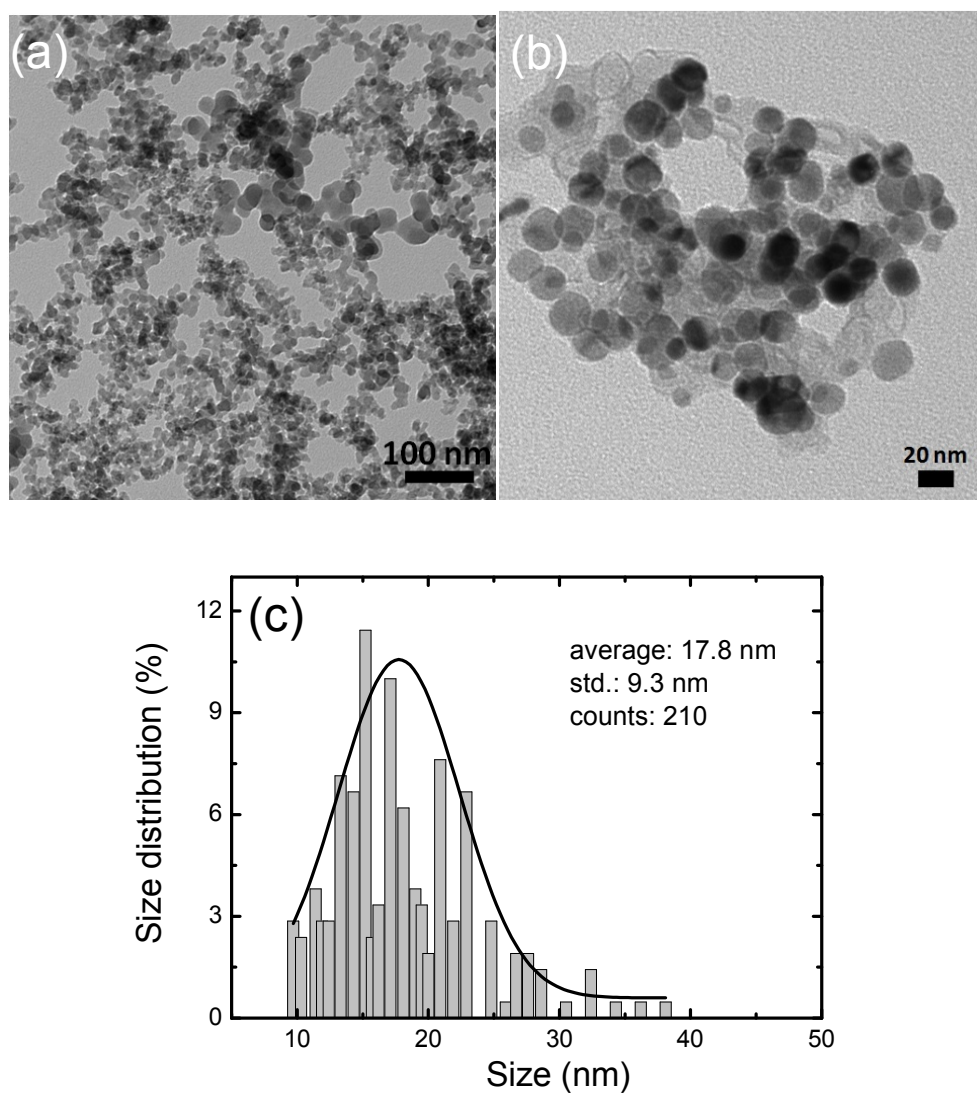 (a)
100 nm
(b)
20 nm
(c)
average: 17.8 nm
std.: 9.3 nm
counts: 210
Size distribution (%)
12
9
6
3
0
10 20 30 40 50
Size (nm)